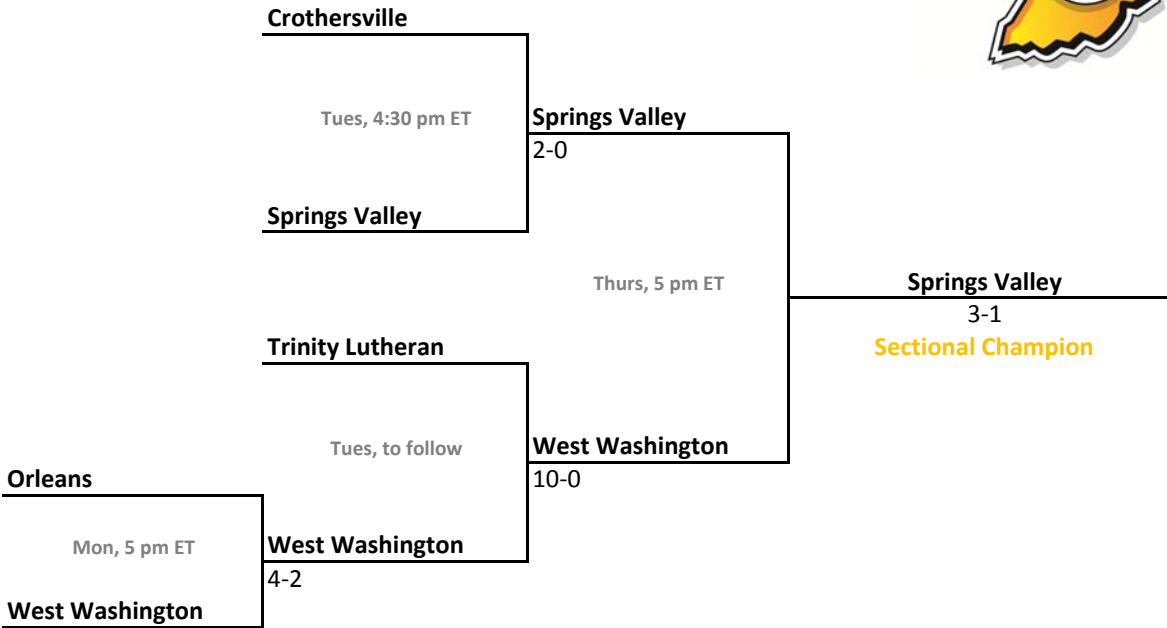 Crothersville
Tues, 4:30 pm ET
Springs Valley
2-0
Springs Valley
Thurs, 5 pm ET
Springs Valley
3-1
Sectional Champion
Trinity Lutheran
Tues, to follow
West Washington
10-0
Orleans
Mon, 5 pm ET
West Washington
4-2
West Washington